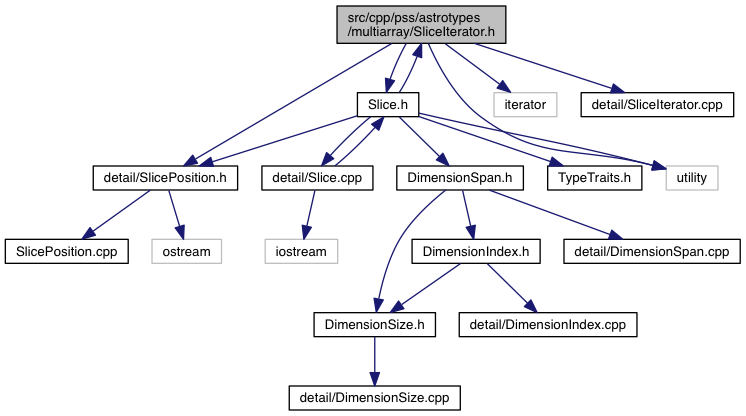 src/cpp/pss/astrotypes
/multiarray/SliceIterator.h
Slice.h
iterator
detail/SliceIterator.cpp
detail/SlicePosition.h
detail/Slice.cpp
DimensionSpan.h
TypeTraits.h
utility
SlicePosition.cpp
ostream
iostream
DimensionIndex.h
detail/DimensionSpan.cpp
DimensionSize.h
detail/DimensionIndex.cpp
detail/DimensionSize.cpp